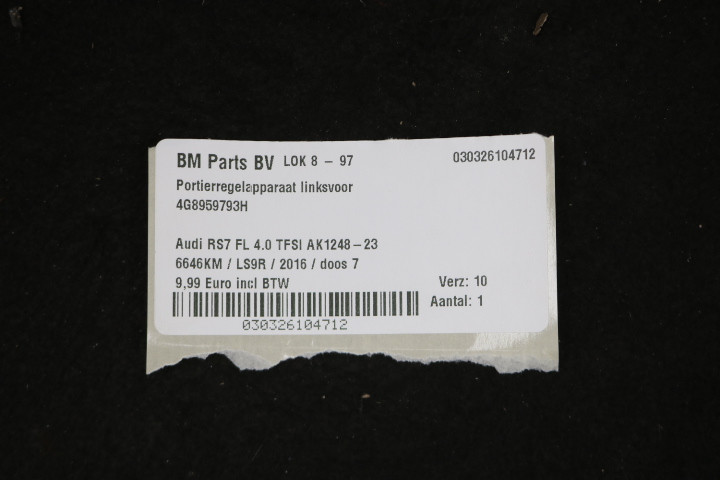 BM Parts BV LOK 8 - 97 030326104712
Portierregelapparaat linksvoor
4G8959793H
Audi RS7 FL 4.0 TFSI AK1248-23
6646KM / LS9R / 2016 / doos 7
9,99 Euro incl BTW Verz: 10
Aantal: 1
030326104712